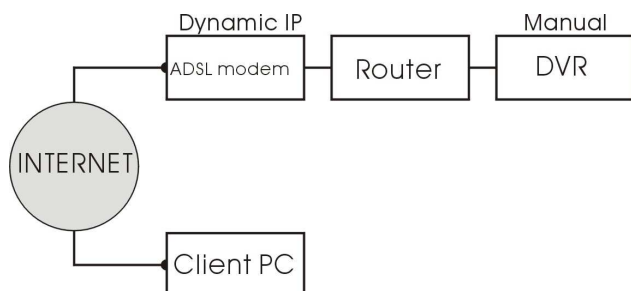 Dynamic IP
Manual
ADSL modem
Router
DVR
INTERNET
Client PC